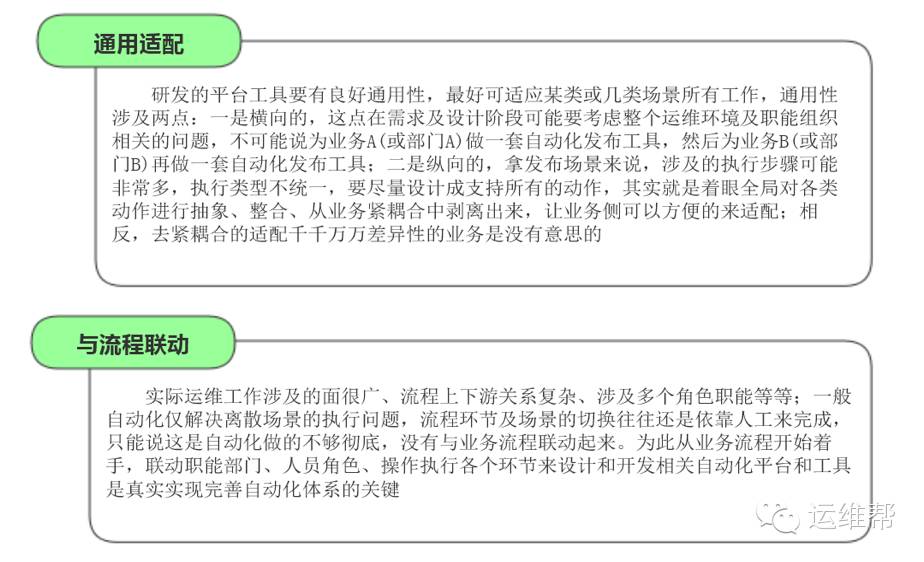 通用适配
研发的平台工具要有良好通用性，最好可适应某类或几类场景所有工作，通用性
涉及两点：一是横向的，这点在需求及设计阶段可能要考虑整个运维环境及职能组织
相关的问题，不可能说为业务A(或部门A)做一套自动化发布工具，然后为业务B(或部
门B)再做一套自动化发布工具；二是纵向的，拿发布场景来说，涉及的执行步骤可能
非常多，执行类型不统一，要尽量设计成支持所有的动作，其实就是着眼全局对各类
动作进行抽象、整合、从业务紧耦合中剥离出来，让业务侧可以方便的来适配；相
反，去紧耦合的适配千千万万差异性的业务是没有意思的
与流程联动
实际运维工作涉及的面很广、流程上下游关系复杂、涉及多个角色职能等等；一般
自动化仅解决离散场景的执行问题，流程环节及场景的切换往往还是依靠人工来完成，
只能说这是自动化做的不够彻底，没有与业务流程联动起来。为此从业务流程开始着
手，联动职能部门、人员角色、操作执行各个环节来设计和开发相关自动化平台和工具
是真实实现完善自动化体系的关键
运维帮